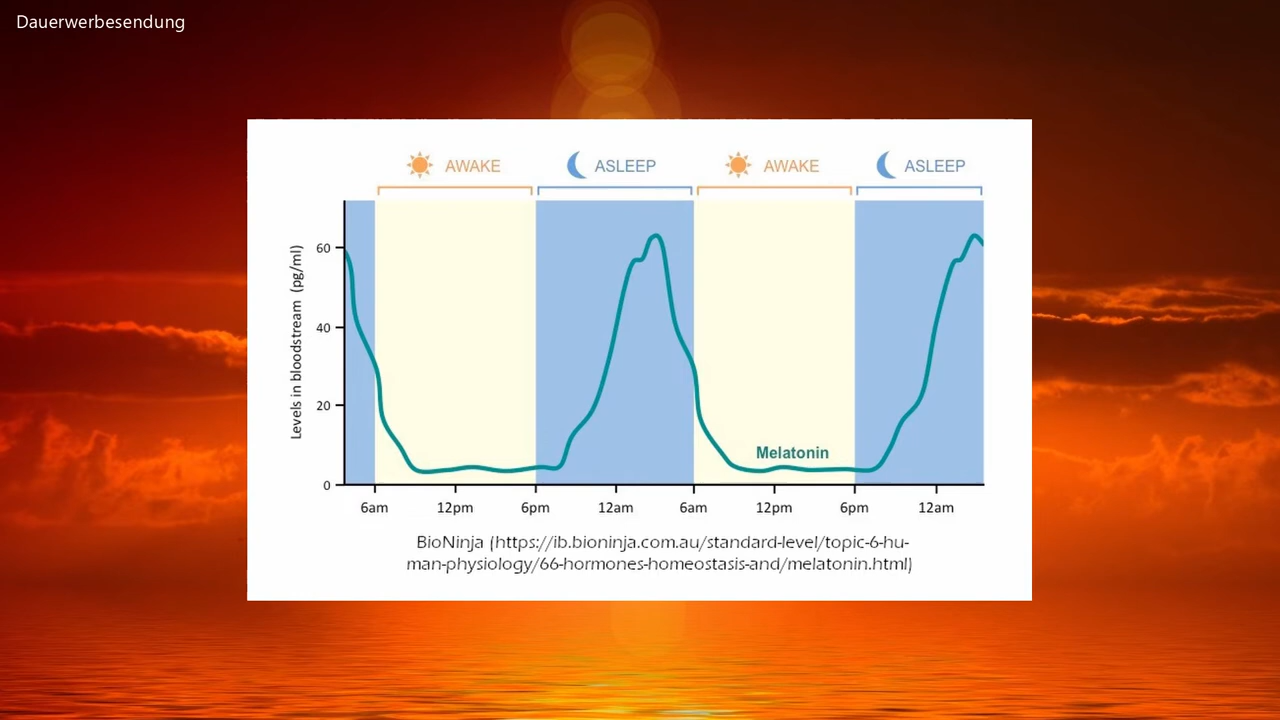 Dauerwerbesendung
AWAKE
ASLEEP
AWAKE
ASLEEP
Levels in bloodstream (pg/ml)
60
40
20
0
Melatonin
6am
12pm
6pm
12am
6am
12pm
6pm
12am
BioNinja (https://ib.bioninja.com.au/standard-level/topic-6-hu-
man-physiology/66-hormones-homeostasis-and/melatonin.html)